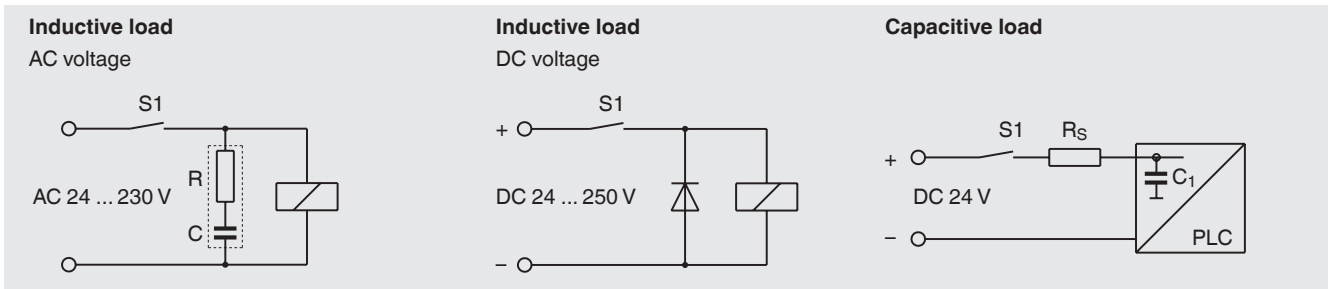 Inductive load
AC voltage
S1
R
AC 24 ... 230 V
C
Inductive load
DC voltage
S1
+
DC 24 ... 250 V
–
Capacitive load
S1
RS
+
C1
DC 24 V
–
PLC